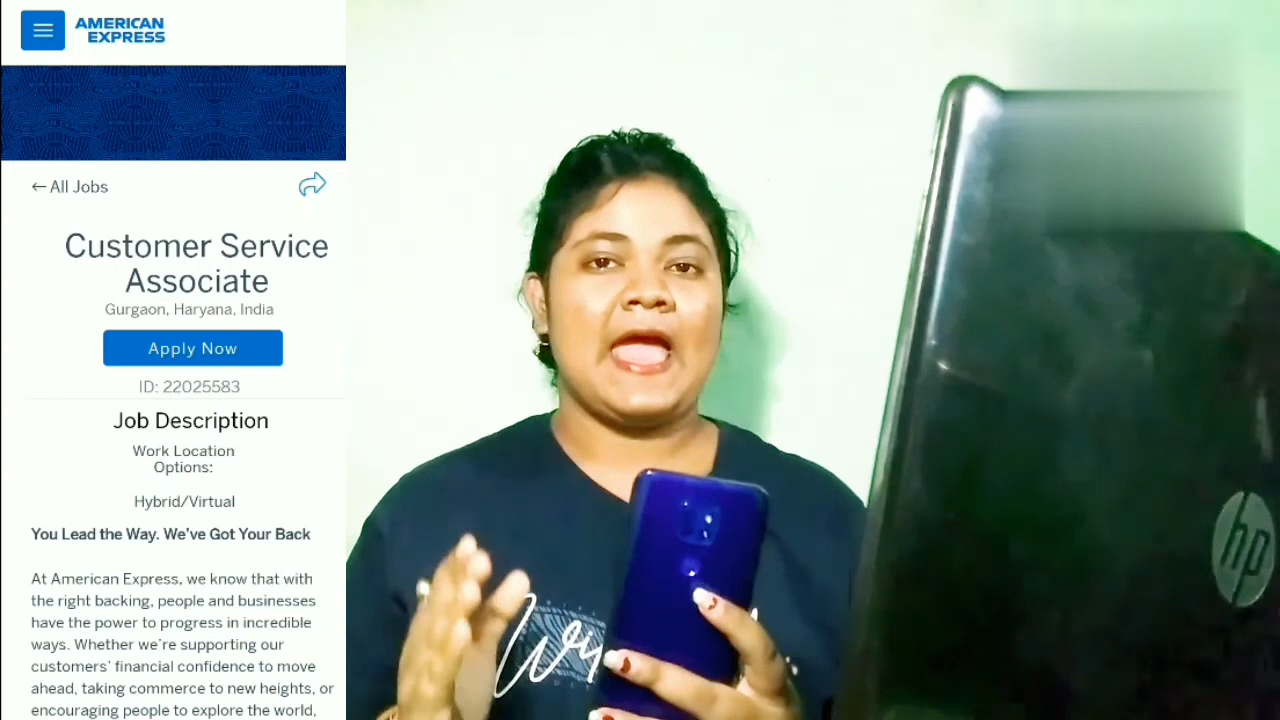 AMERICAN
EXPRESS
← All Jobs
Customer Service
Associate
Gurgaon, Haryana, India
Apply Now
ID: 22025583
Job Description
Work Location
Options:
Hybrid/Virtual
You Lead the Way. We've Got Your Back
At American Express, we know that with
the right backing, people and businesses
have the power to progress in incredible
ways. Whether we're supporting our
customers' financial confidence to move
ahead, taking commerce to new heights, or
encouraging people to explore the world,
hp